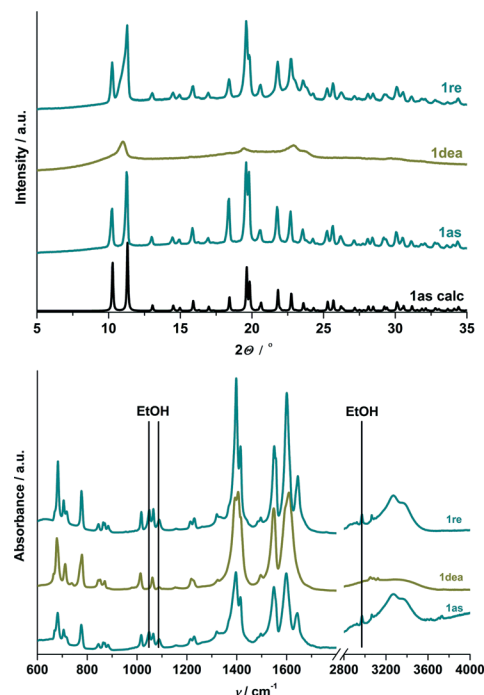 Intensity / a.u.
1re
1dea
1as
1as calc
5 10 15 20 25 30 35
2Θ / °
Absorbance / a.u.
EtOH EtOH
1re
1dea
1as
600 800 1000 1200 1400 1600 2800 3200 3600 4000
ν / cm⁻¹